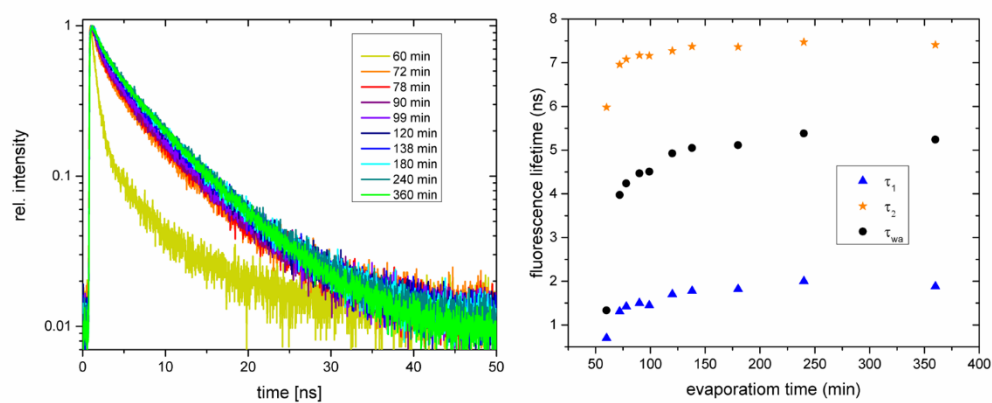 1
0.1
0.01
rel. intensity
0
10
20
30
40
50
time [ns]
60 min
72 min
78 min
90 min
99 min
120 min
138 min
180 min
240 min
360 min
8
7
6
5
4
3
2
1
fluorescence lifetime (ns)
50
100
150
200
250
300
350
400
evaporatiom time (min)
τ1
τ2
τwa